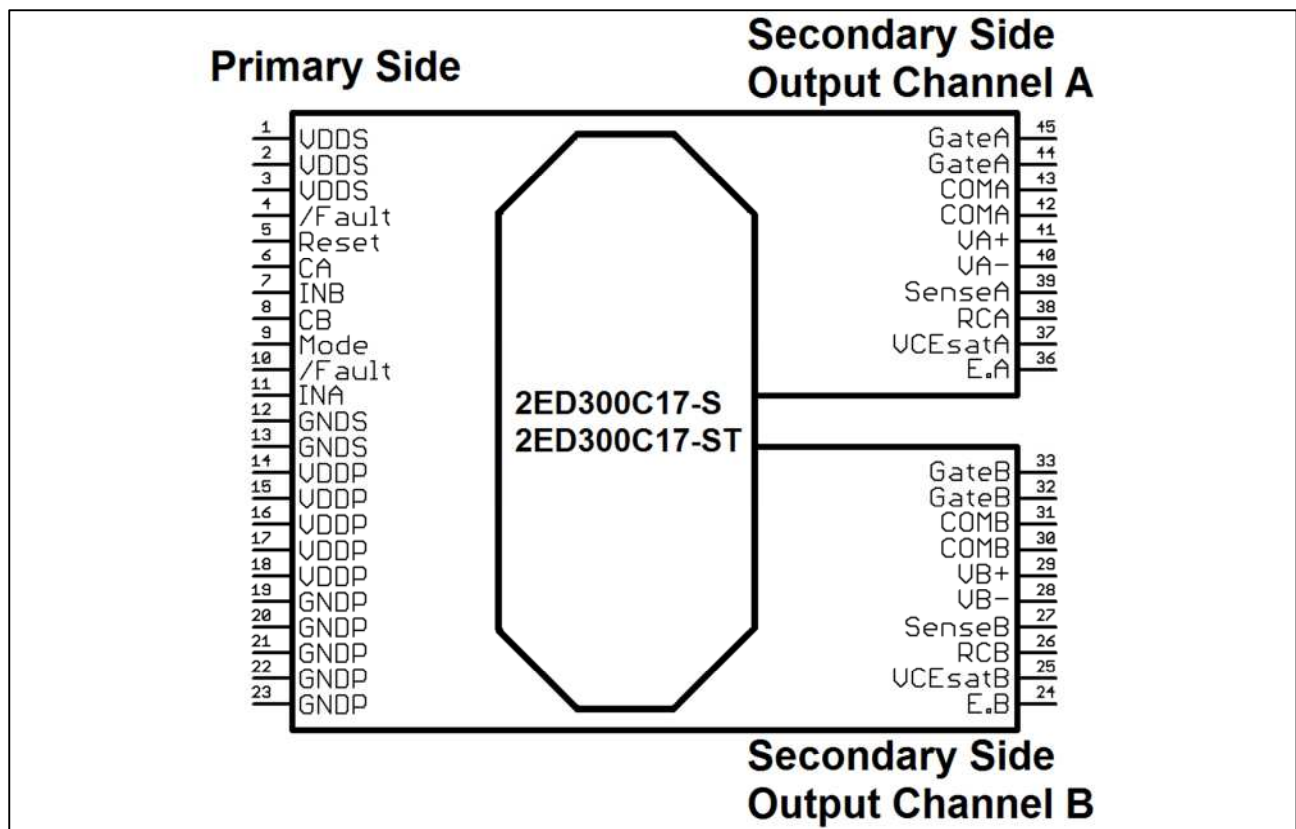 Primary Side
Secondary Side
Output Channel A
1 VDDS
2 VDDS
3 VDDS
4 /Fault
5 Reset
6 CA
7 INB
8 CB
9 Mode
10 /Fault
11 INA
12 GNDS
13 GNDS
14 VDDP
15 VDDP
16 VDDP
17 VDDP
18 VDDP
19 GNDP
20 GNDP
21 GNDP
22 GNDP
23 GNDP
2ED300C17-S
2ED300C17-ST
GateA 45
GateA 44
COMA 43
COMA 42
VA+ 41
VA- 40
SenseA 39
RCA 38
VCEsatA 37
E.A 36
GateB 33
GateB 32
COMB 31
COMB 30
VB+ 29
VB- 28
SenseB 27
RCB 26
VCEsatB 25
E.B 24
Secondary Side
Output Channel B